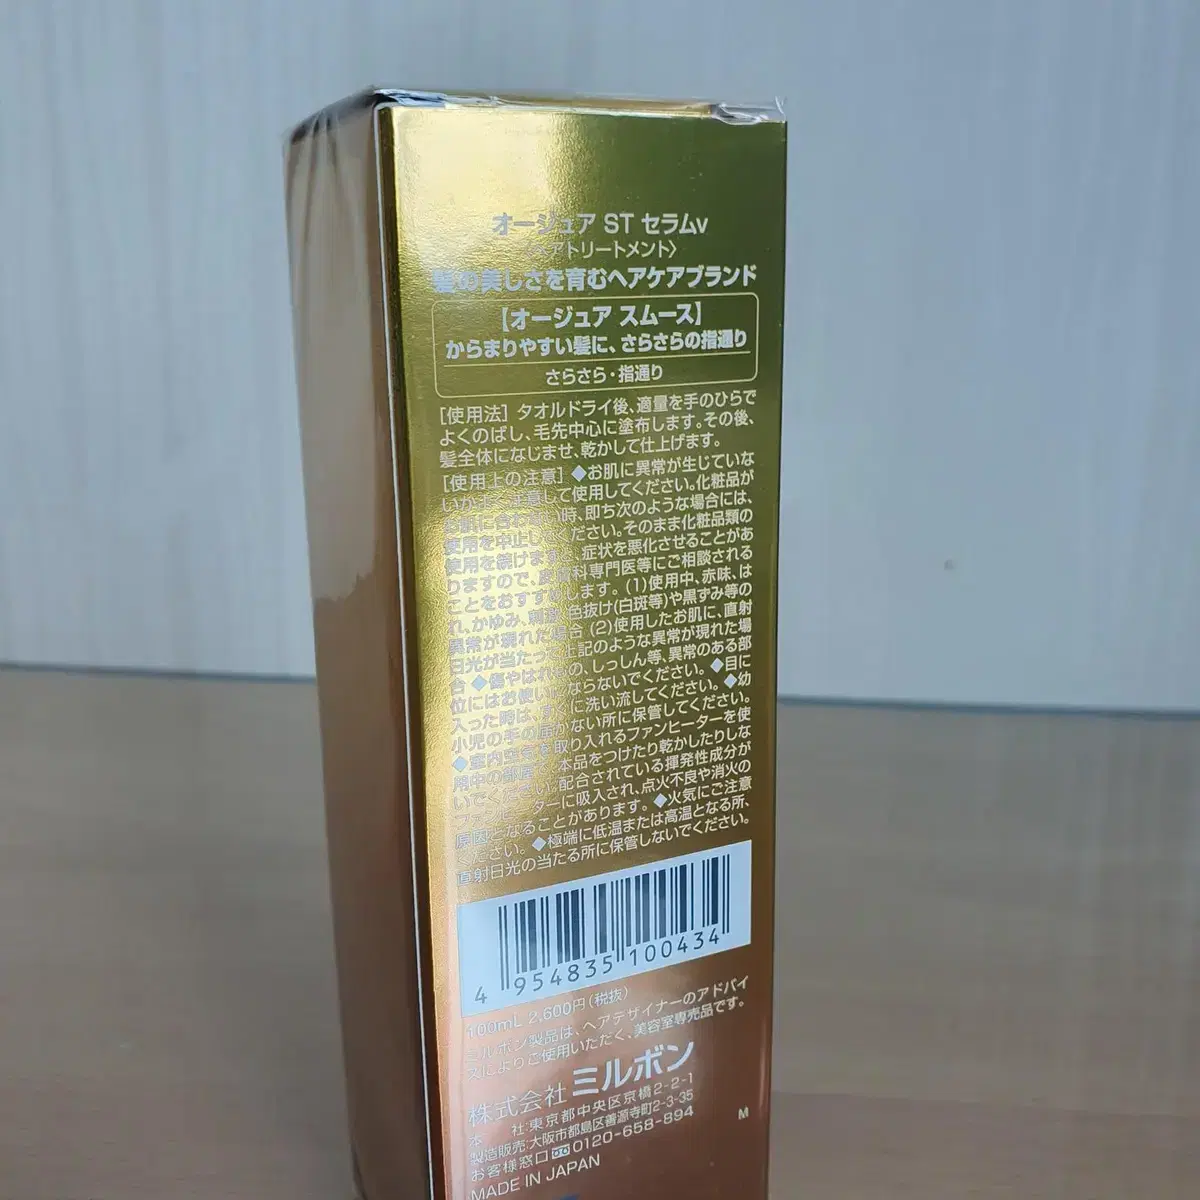 オージュア ST セラムv
〈ヘアトリートメント〉
髪の美しさを育むヘアケアブランド
【オージュア スムース】
からまりやすい髪に、さらさらの指通り
さらさら・指通り
[使用法] タオルドライ後、適量を手のひらで
よくのばし、毛先中心に塗布します。その後、
髪全体になじませ、乾かして仕上げます。
[使用上の注意] ◆お肌に異常が生じていな
いかよく注意して使用してください。化粧品が
お肌に合わない時、即ち次のような場合には、
使用を中止してください。そのまま化粧品類の
使用を続けますと、症状を悪化させることがあ
りますので、皮膚科専門医等にご相談される
ことをおすすめします。(1)使用中、赤味、は
れ、かゆみ、刺激、色抜け(白斑等)や黒ずみ等の
異常が現れた場合 (2)使用したお肌に、直射
日光が当たって上記のような異常が現れた場
合 ◆傷やはれもの、しっしん等、異常のある部
位にはお使いにならないでください。 ◆目に
入った時は、すぐに洗い流してください。 ◆幼
小児の手の届かない所に保管してください。
◆室内空気を取り入れるファンヒーターを使
用中の部屋で、本品をつけたり乾かしたりしな
いでください。配合されている揮発性成分が
ファンヒーターに吸入され、点火不良や消火の
原因となることがあります。 ◆火気にご注意
ください。 ◆極端に低温または高温となる所、
直射日光の当たる所に保管しないでください。
4 954835 100434
100mL 2,600円(税抜)
ミルボン製品は、ヘアデザイナーのアドバイ
スによりご使用いただく、美容室専売品です。
株式会社 ミルボン
本 社:東京都中央区京橋2-2-1
製造販売:大阪市都島区善源寺町2-3-35
お客様窓口 0120-658-894
MADE IN JAPAN
M